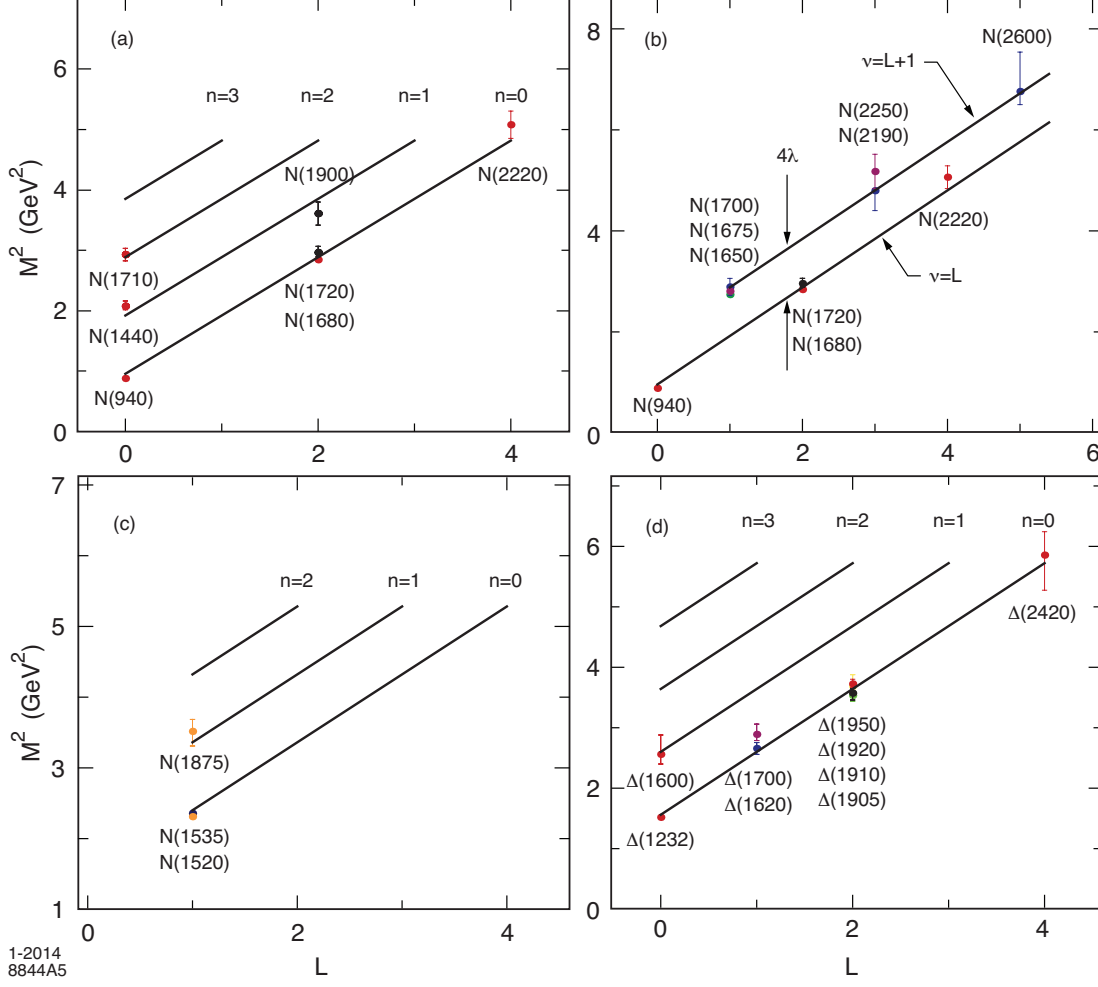 (a)
n=3 n=2 n=1 n=0
N(1900)
N(2220)
N(1710)
N(1720)
N(1440)
N(1680)
N(940)
M² (GeV²)
6
4
2
0
0 2 4
(b)
N(2600)
ν=L+1
N(2250)
N(2190)
4λ
N(1700)
N(1675)
N(1650)
N(2220)
ν=L
N(1720)
N(1680)
N(940)
8
4
0
0 2 4 6
(c)
n=2 n=1 n=0
N(1875)
N(1535)
N(1520)
M² (GeV²)
7
5
3
1
0 2 4
L
(d)
n=3 n=2 n=1 n=0
Δ(2420)
Δ(1600)
Δ(1700)
Δ(1620)
Δ(1950)
Δ(1920)
Δ(1910)
Δ(1905)
Δ(1232)
6
4
2
0
0 2 4
L
1-2014
8844A5